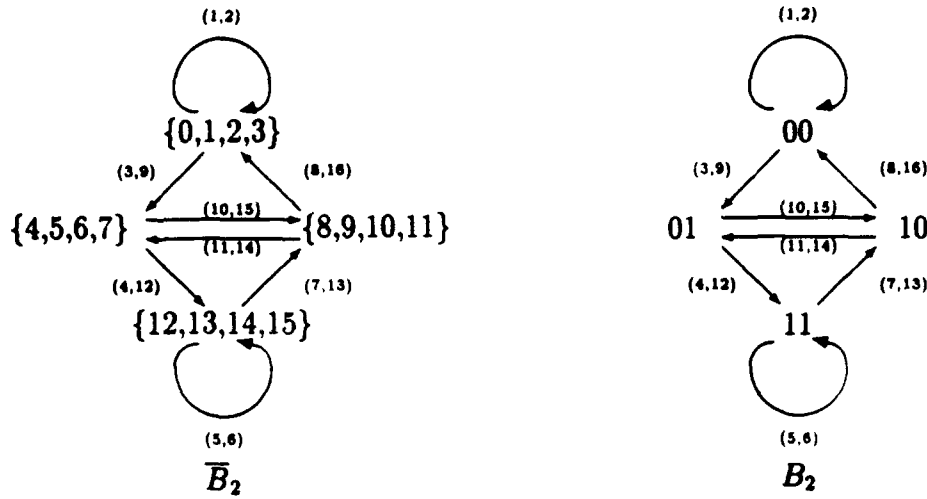 (1,2) (1,2)
{0,1,2,3} 00
(3,9) (8,16) (3,9) (8,16)
(10,15) (10,15)
{4,5,6,7} {8,9,10,11} 01 10
(11,14) (11,14)
(4,12) (7,13) (4,12) (7,13)
{12,13,14,15} 11
(5,6) (5,6)
B̅₂ B₂